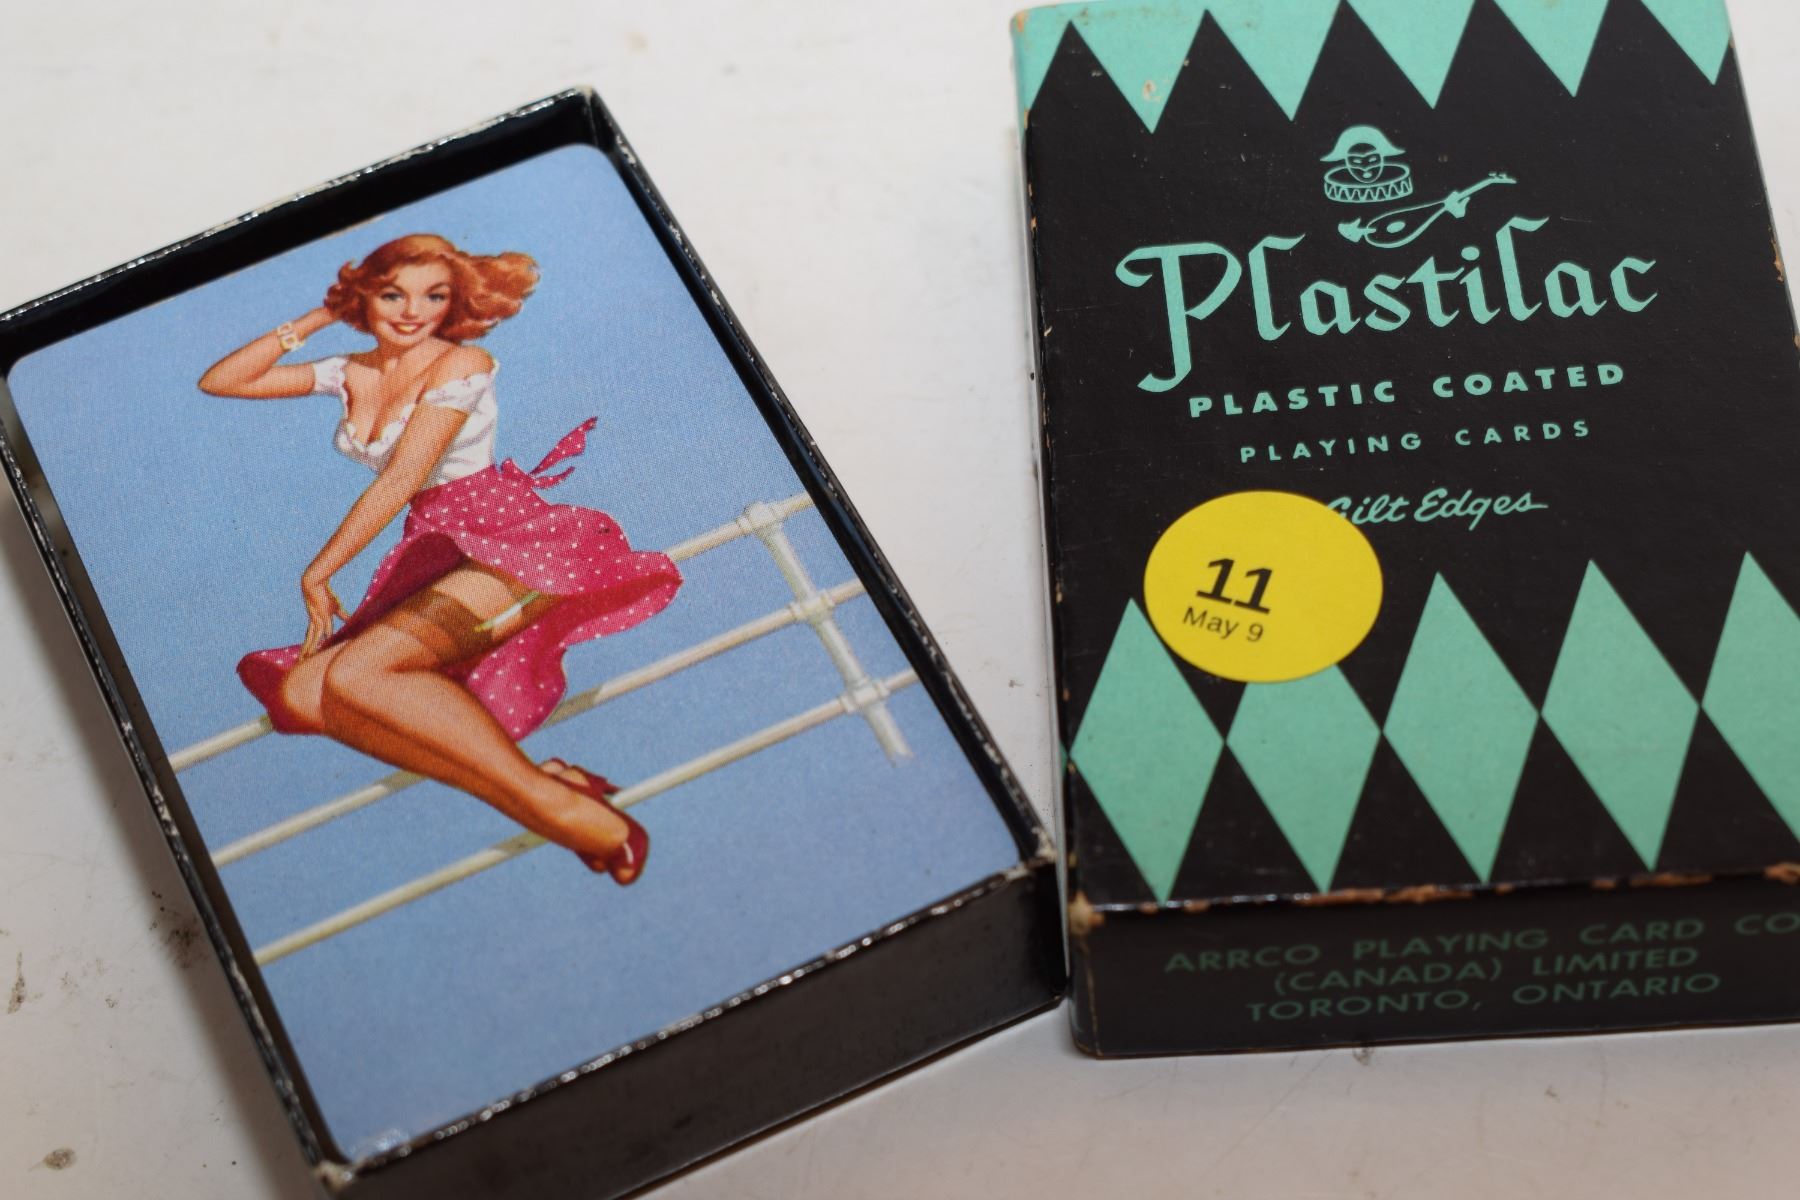 Plastilac
PLASTIC COATED
PLAYING CARDS
Gilt Edges
11
May 9
ARRCO PLAYING CARD CO
(CANADA) LIMITED
TORONTO, ONTARIO